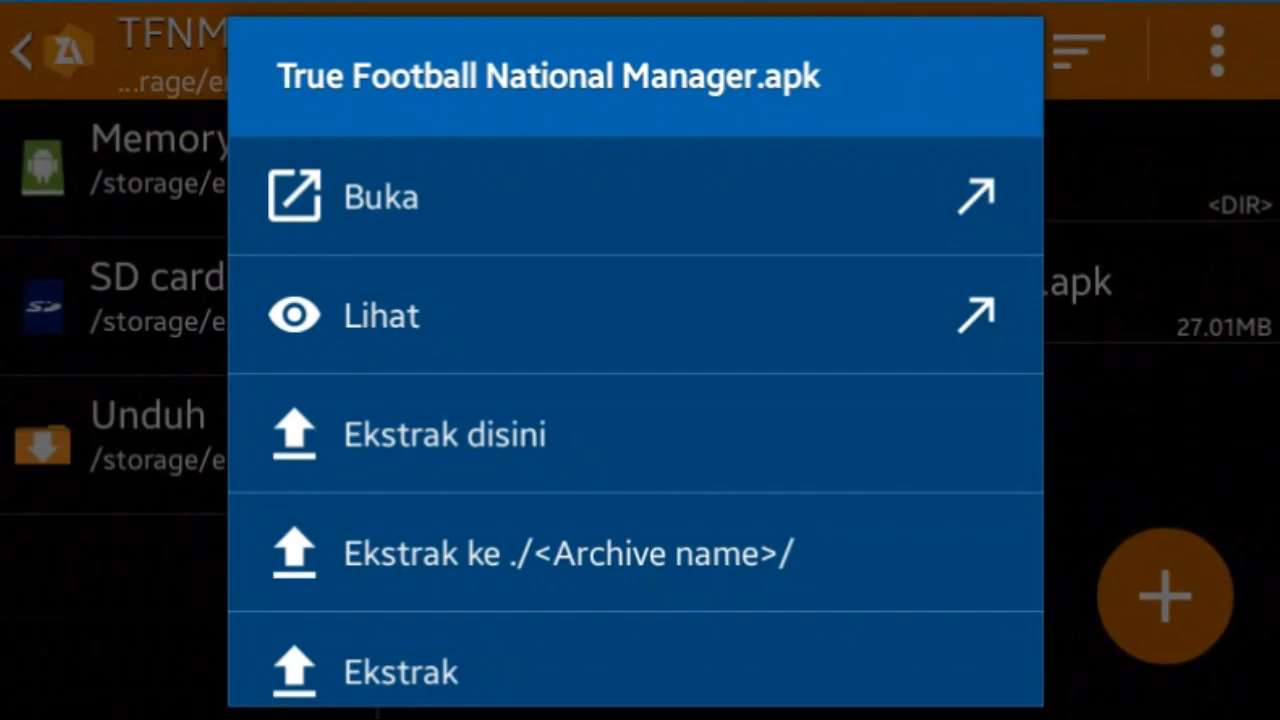 TFNM
...rage/e
True Football National Manager.apk
Memory
/storage/e
<DIR>
SD card
/storage/e
.apk
27.01MB
Unduh
/storage/e
Buka
Lihat
Ekstrak disini
Ekstrak ke ./<Archive name>/
Ekstrak